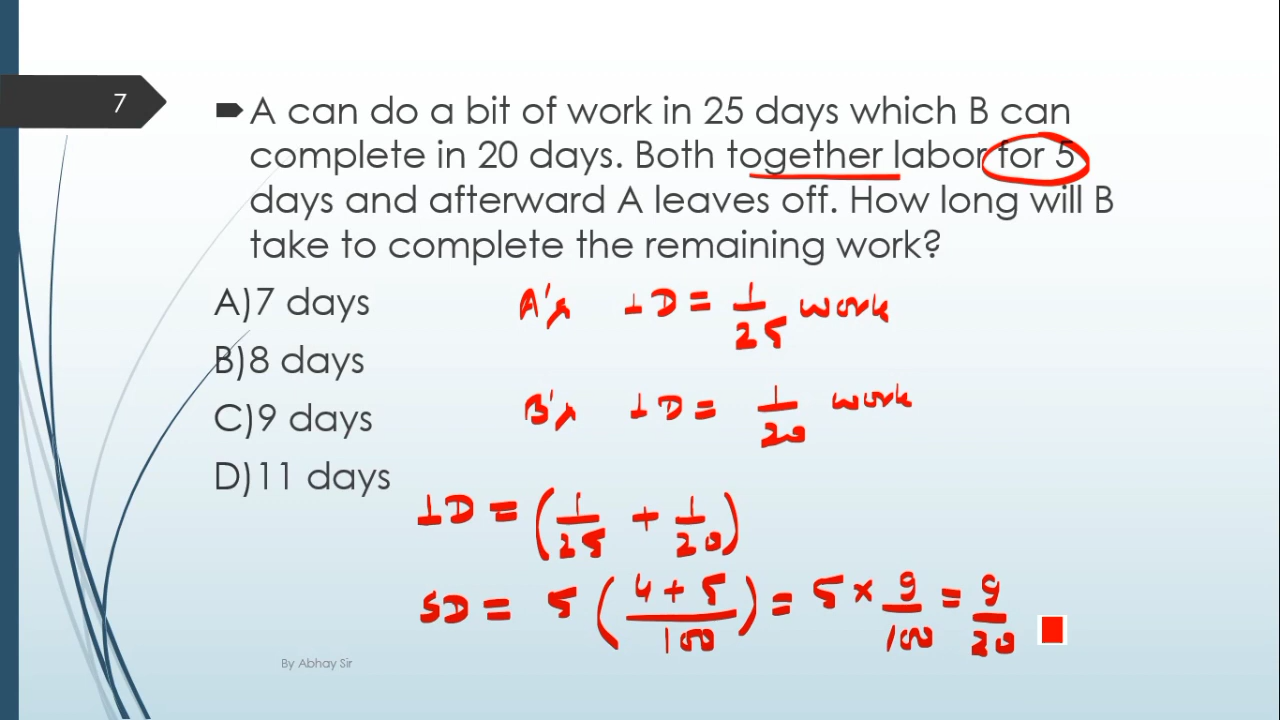 7
A can do a bit of work in 25 days which B can
complete in 20 days. Both together labor for 5
days and afterward A leaves off. How long will B
take to complete the remaining work?
A)7 days
B)8 days
C)9 days
D)11 days
A's 1D = 1/25 work
B's 1D = 1/20 work
1D = (1/25 + 1/20)
5D = 5 (4+5/100) = 5 × 9/100 = 9/20
By Abhay Sir